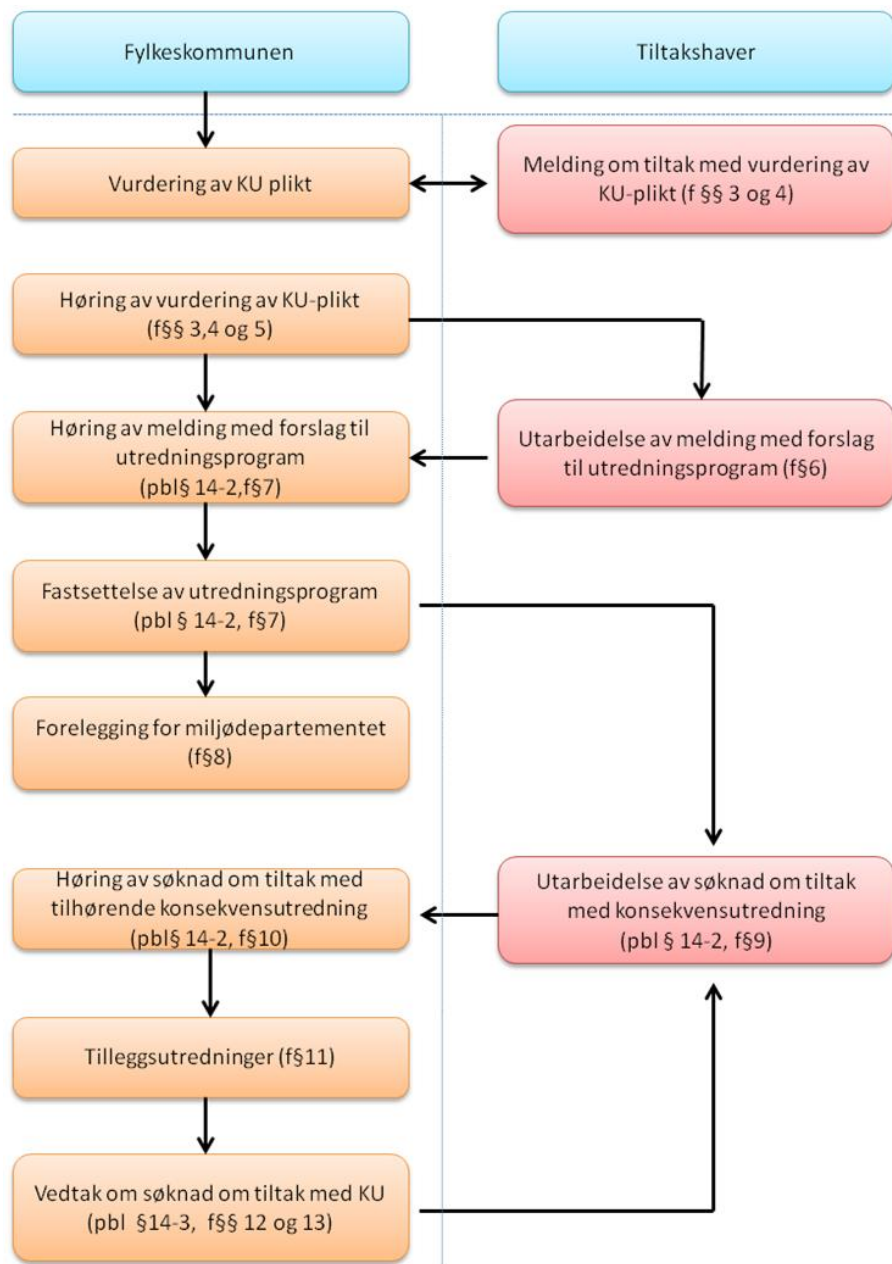 Fylkeskommunen
Tiltakshaver
Vurdering av KU plikt
Melding om tiltak med vurdering av
KU-plikt (f §§ 3 og 4)
Høring av vurdering av KU-plikt
(f§§ 3,4 og 5)
Høring av melding med forslag til
utredningsprogram
(pbl§ 14-2,f§7)
Utarbeidelse av melding med forslag
til utredningsprogram (f§6)
Fastsettelse av utredningsprogram
(pbl § 14-2, f§7)
Forelegging for miljødepartementet
(f§8)
Høring av søknad om tiltak med
tilhørende konsekvensutredning
(pbl§ 14-2, f§10)
Utarbeidelse av søknad om tiltak
med konsekvensutredning
(pbl § 14-2, f§9)
Tilleggsutredninger (f§11)
Vedtak om søknad om tiltak med KU
(pbl §14-3, f§§ 12 og 13)